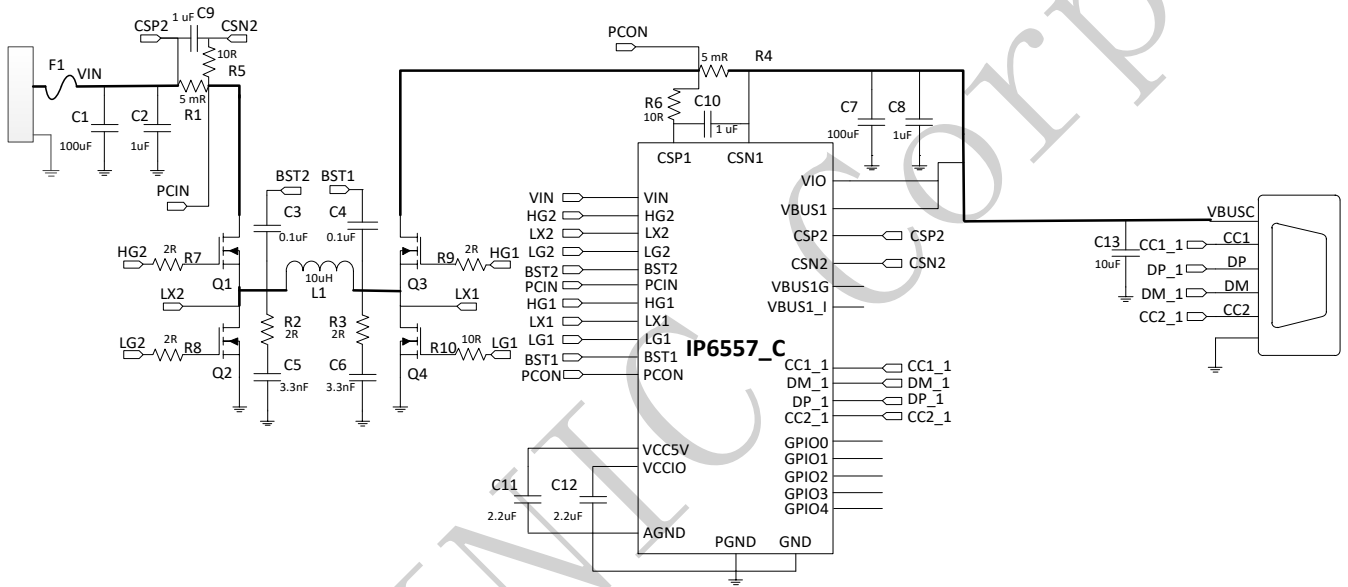 1 uF C9
CSP2 CSN2
10R
R5
F1 VIN
5 mR
R1
C1 C2
100uF 1uF
PCIN
BST2 BST1
C3 C4
0.1uF 0.1uF
HG2 2R R7
Q1
10uH
L1
R9 2R HG1
Q3
LX2 LX1
R2 R3
2R 2R
LG2 2R R8
Q2
R10 10R LG1
Q4
C5 C6
3.3nF 3.3nF
PCON
5 mR R4
R6
10R
C10
1 uF
C7 C8
100uF 1uF
CSP1 CSN1
VIN VIN
HG2 HG2
LX2 LX2
LG2 LG2
BST2 BST2
PCIN PCIN
HG1 HG1
LX1 LX1
LG1 LG1
BST1 BST1
PCON PCON
IP6557_C
VCC5V
VCCIO
AGND
PGND GND
C11 C12
2.2uF 2.2uF
VIO
VBUS1
CSP2 CSP2
CSN2 CSN2
VBUS1G
VBUS1_I
CC1_1 CC1_1
DM_1 DM_1
DP_1 DP_1
CC2_1 CC2_1
GPIO0
GPIO1
GPIO2
GPIO3
GPIO4
C13
10uF
VBUSC
CC1_1 CC1
DP_1 DP
DM_1 DM
CC2_1 CC2
NIC Corp